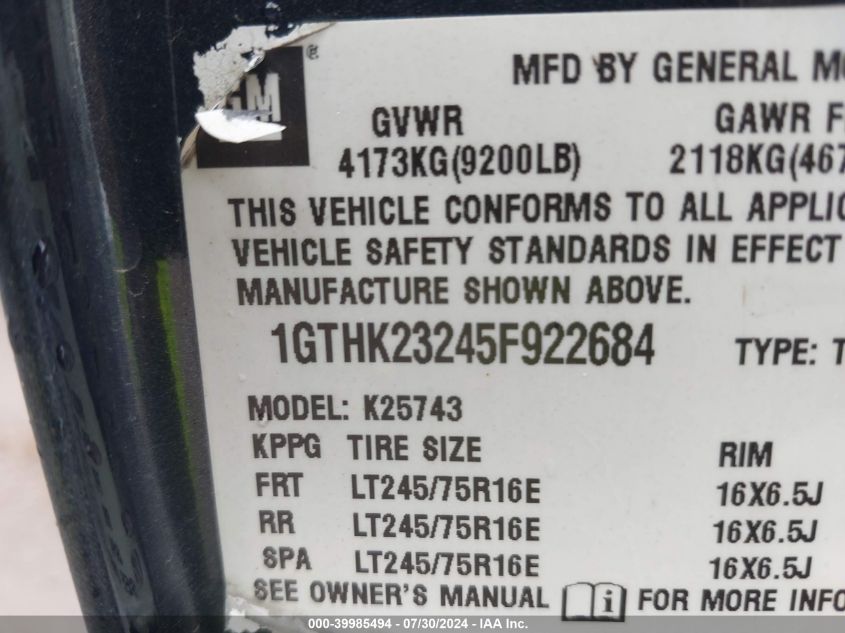 GM ®
MFD BY GENERAL
GVWR GAWR
4173KG(9200LB) 2118KG(467
THIS VEHICLE CONFORMS TO ALL
VEHICLE SAFETY STANDARDS IN EFFECT
MANUFACTURE SHOWN ABOVE.
1GTHK23245F922684 TYPE: T
MODEL: K25743
KPPG TIRE SIZE RIM
FRT LT245/75R16E 16X6.5J
RR LT245/75R16E 16X6.5J
SPA LT245/75R16E 16X6.5J
SEE OWNER'S MANUAL i FOR MORE INFO
000-39985494 - 07/30/2024 - IAA Inc.